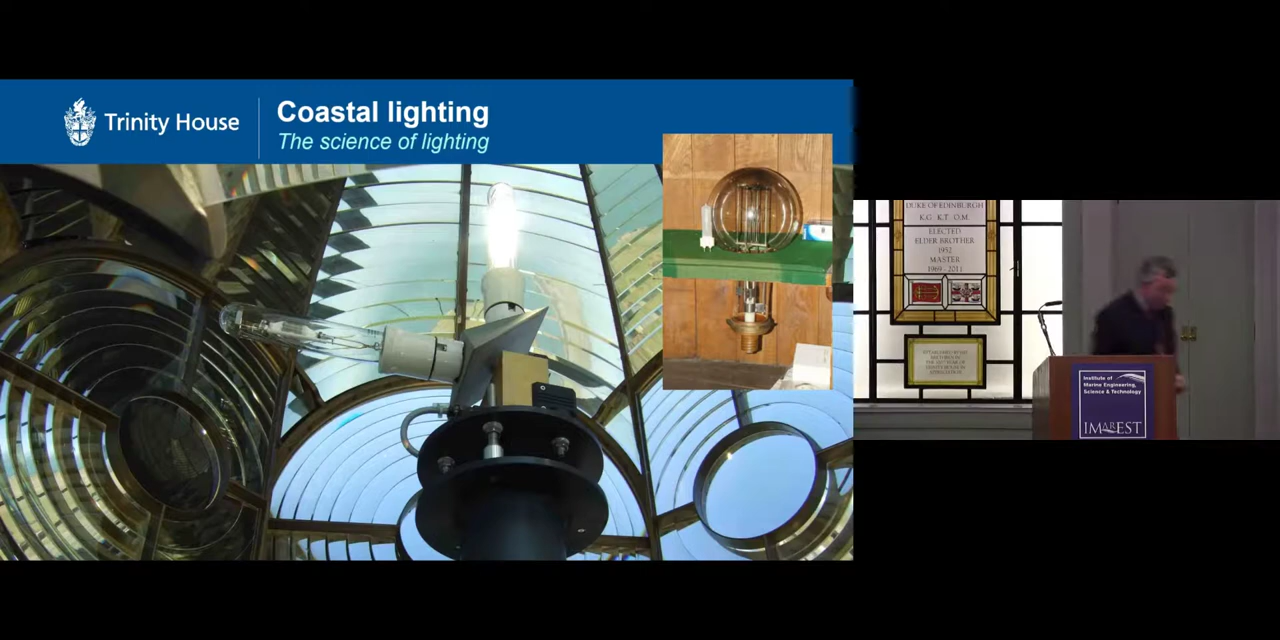 Trinity House
Coastal lighting
The science of lighting
DUKE OF EDINBURGH
K.G K.T O.M.
ELECTED
ELDER BROTHER
1952
MASTER
1969 - 2011
Institute of
Marine Engineering,
Science & Technology
IMAREST